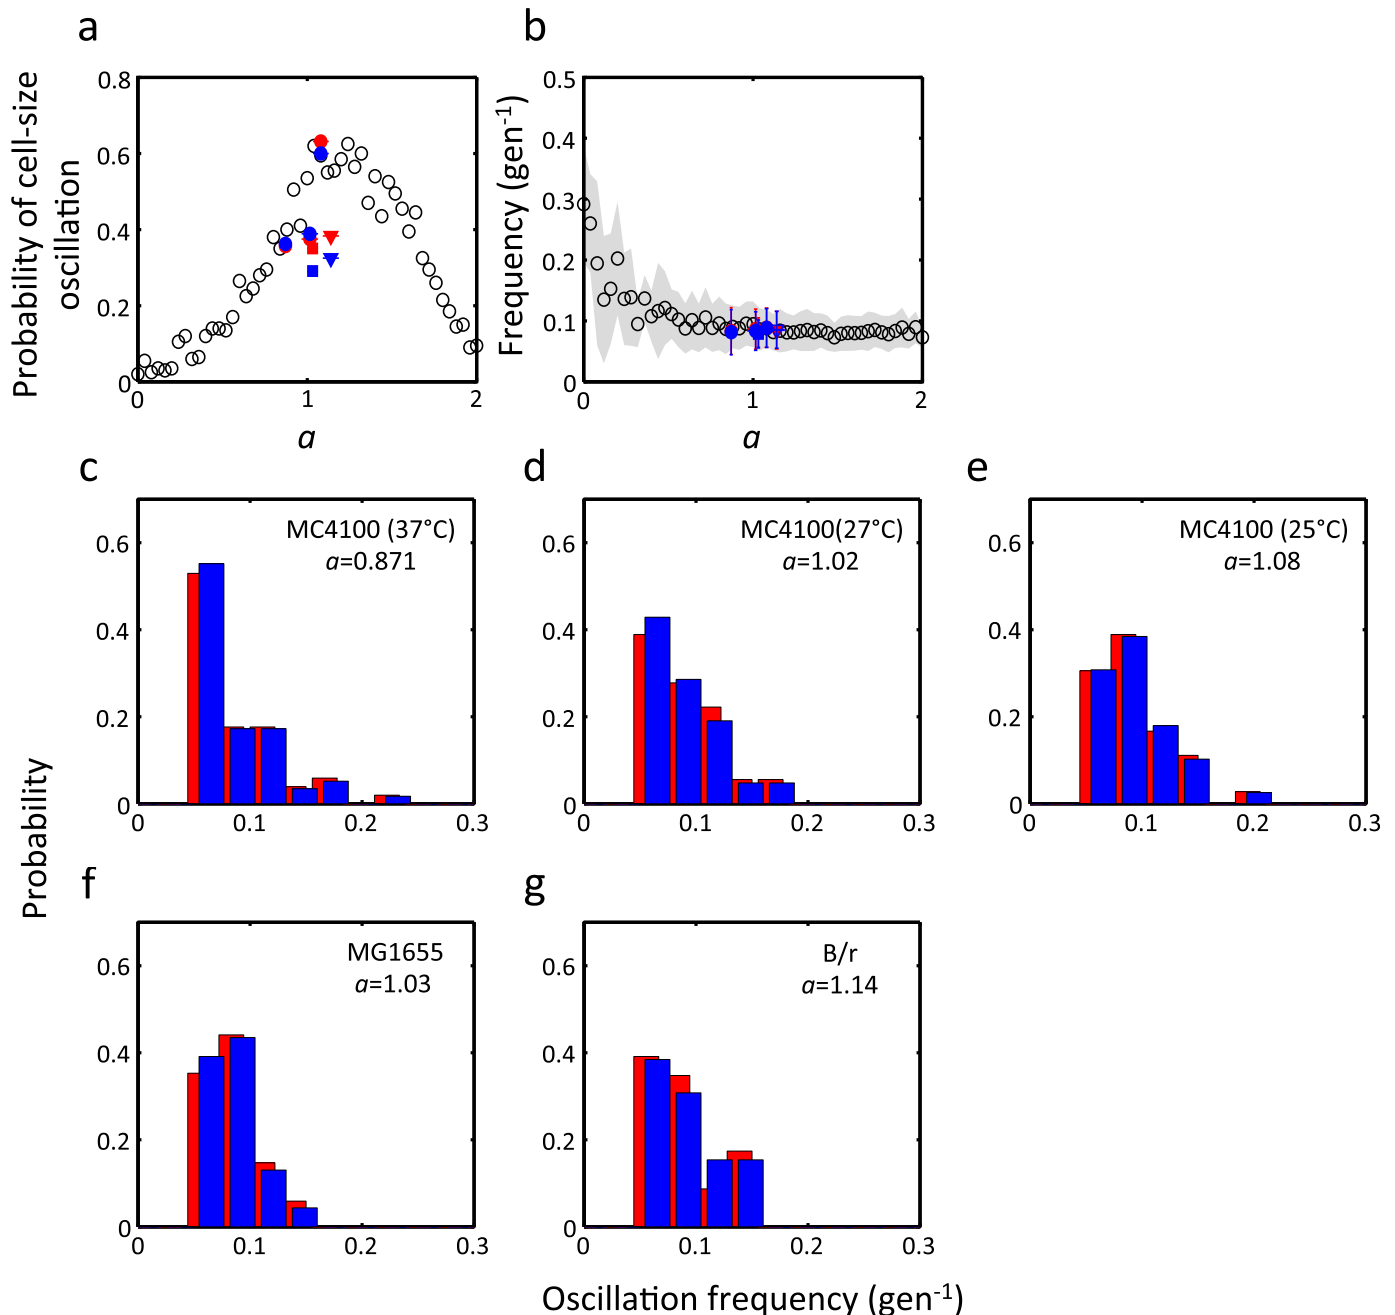 a
Probability of cell-size
oscillation
0.8
0.6
0.4
0.2
0
0 1 2
a
b
Frequency (gen⁻¹)
0.5
0.4
0.3
0.2
0.1
0
0 1 2
a
c
MC4100 (37°C)
a=0.871
0.6
0.4
0.2
0
0 0.1 0.2 0.3
d
MC4100(27°C)
a=1.02
0.6
0.4
0.2
0
0 0.1 0.2 0.3
e
MC4100 (25°C)
a=1.08
0.6
0.4
0.2
0
0 0.1 0.2 0.3
Probability
f
MG1655
a=1.03
0.6
0.4
0.2
0
0 0.1 0.2 0.3
g
B/r
a=1.14
0.6
0.4
0.2
0
0 0.1 0.2 0.3
Oscillation frequency (gen⁻¹)